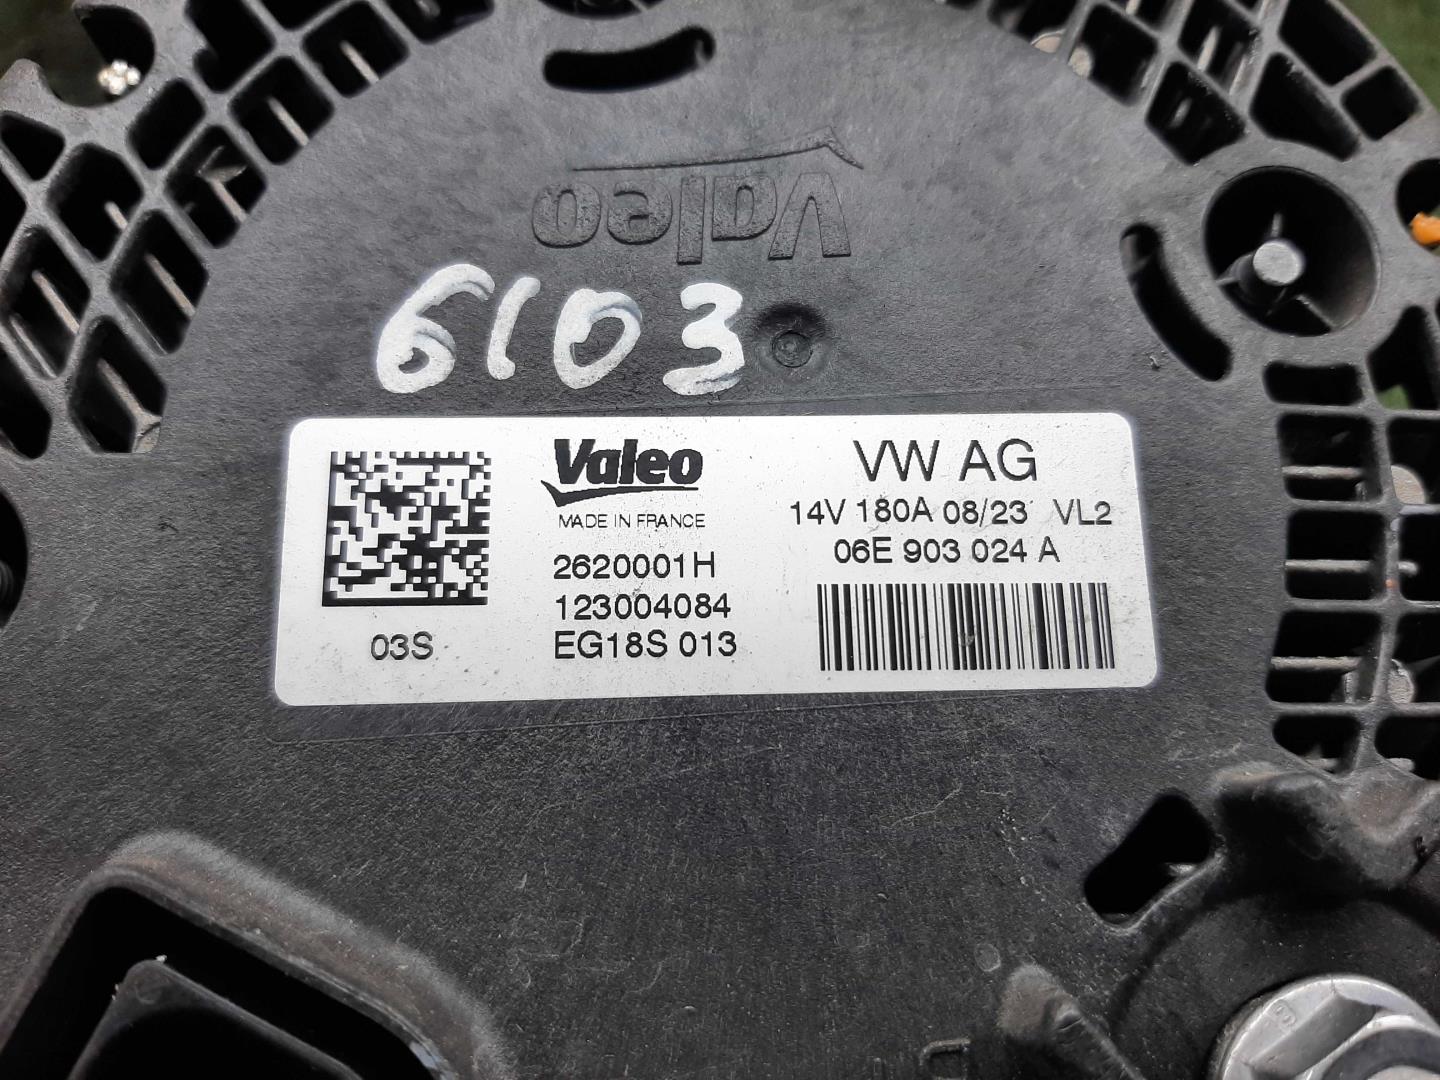 Valeo
6103
Valeo
MADE IN FRANCE
2620001H
123004084
EG18S 013
03S
VW AG
14V 180A 08/23 VL2
06E 903 024 A